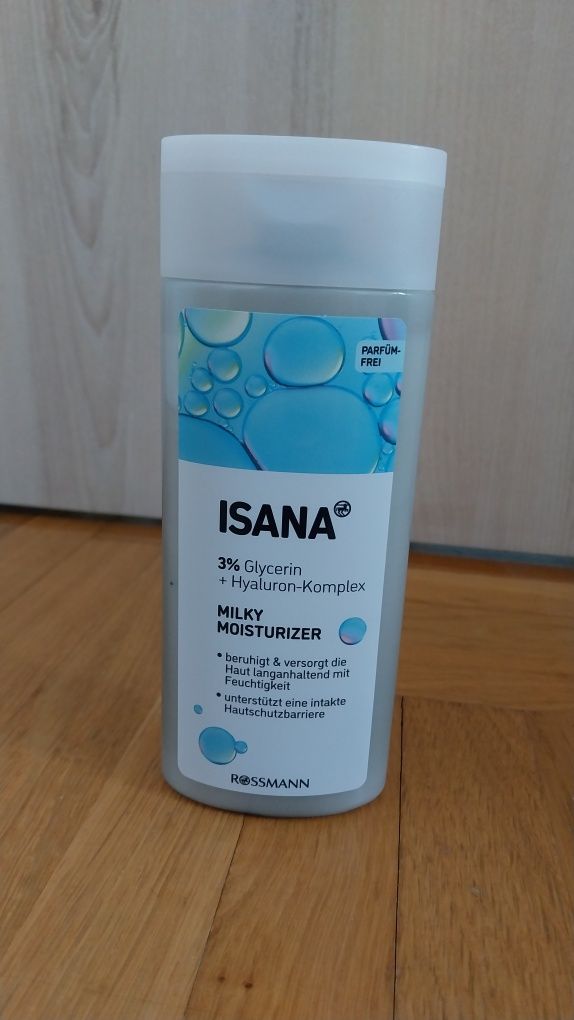 PARFÜM-
FREI
ISANA
3% Glycerin
+ Hyaluron-Komplex
MILKY
MOISTURIZER
• beruhigt & versorgt die
Haut langanhaltend mit
Feuchtigkeit
• unterstützt eine intakte
Hautschutzbarriere
ROSSMANN